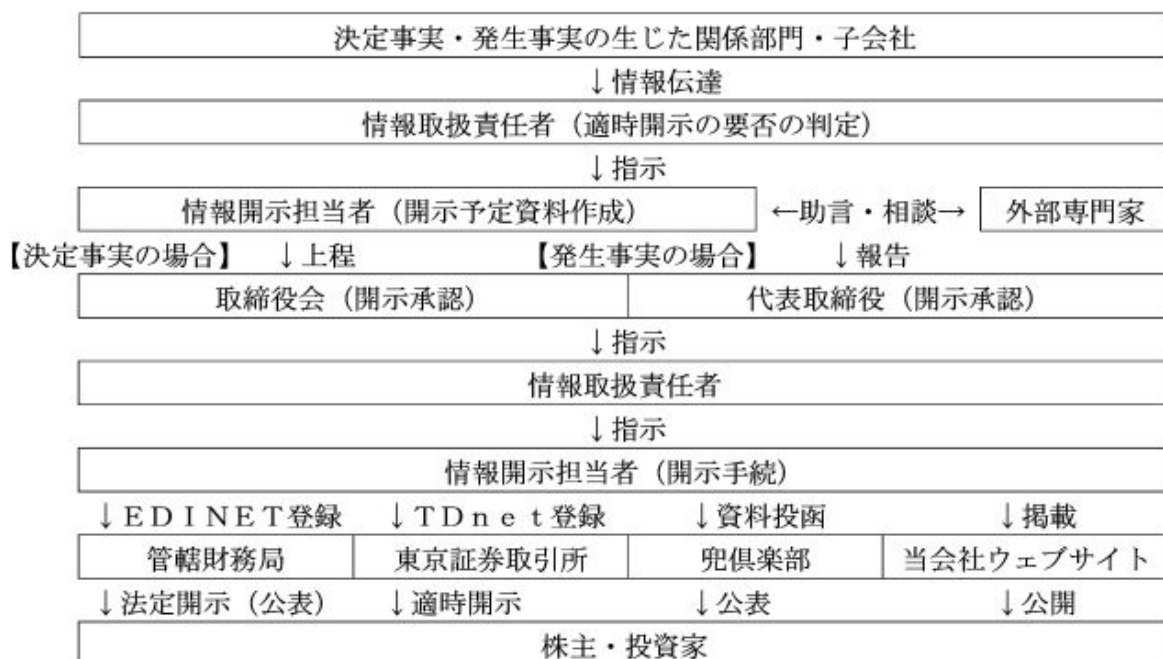 決定事実・発生事実の生じた関係部門・子会社
↓情報伝達
情報取扱責任者（適時開示の要否の判定）
↓指示
情報開示担当者（開示予定資料作成） ←助言・相談→ 外部専門家
【決定事実の場合】 ↓上程 【発生事実の場合】 ↓報告
取締役会（開示承認） 代表取締役（開示承認）
↓指示
情報取扱責任者
↓指示
情報開示担当者（開示手続）
↓ＥＤＩＮＥＴ登録 ↓ＴＤｎｅｔ登録 ↓資料投函 ↓掲載
管轄財務局 東京証券取引所 兜倶楽部 当会社ウェブサイト
↓法定開示（公表） ↓適時開示 ↓公表 ↓公開
株主・投資家